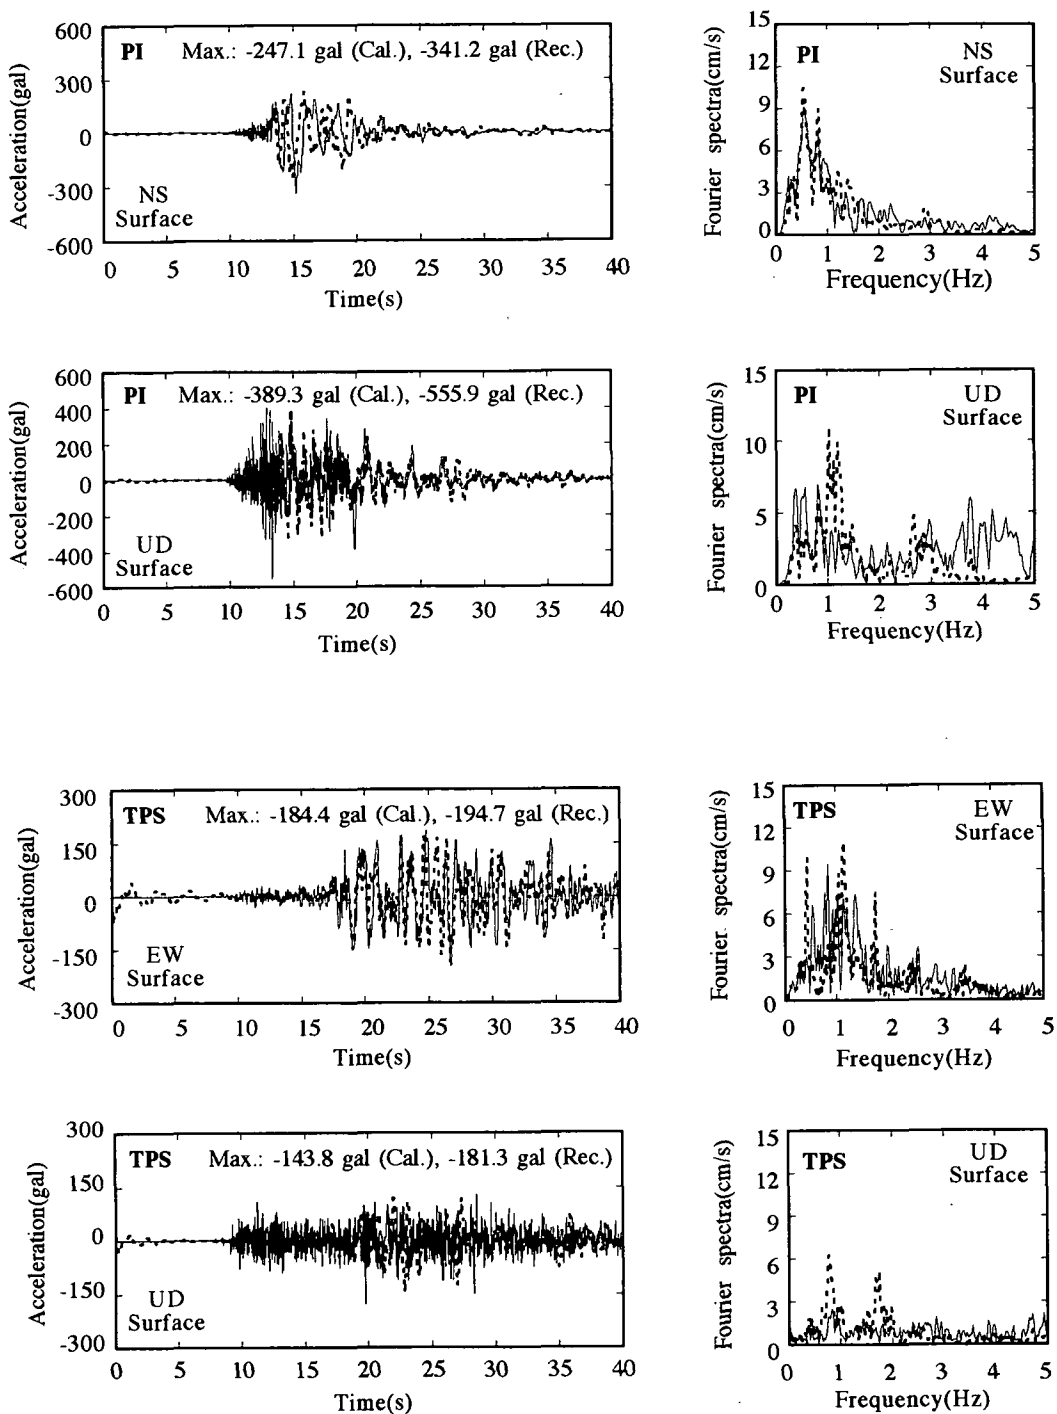 600
300
0
-300
-600
Acceleration(gal)
PI Max.: -247.1 gal (Cal.), -341.2 gal (Rec.)
NS
Surface
0 5 10 15 20 25 30 35 40
Time(s)
15
12
9
6
3
0
Fourier spectra(cm/s)
PI
NS
Surface
0 1 2 3 4 5
Frequency(Hz)
600
400
200
0
-200
-400
-600
Acceleration(gal)
PI Max.: -389.3 gal (Cal.), -555.9 gal (Rec.)
UD
Surface
0 5 10 15 20 25 30 35 40
Time(s)
15
10
5
0
Fourier spectra(cm/s)
PI
UD
Surface
0 1 2 3 4 5
Frequency(Hz)
300
150
0
-150
-300
Acceleration(gal)
TPS Max.: -184.4 gal (Cal.), -194.7 gal (Rec.)
EW
Surface
0 5 10 15 20 25 30 35 40
Time(s)
15
12
9
6
3
0
Fourier spectra(cm/s)
TPS
EW
Surface
0 1 2 3 4 5
Frequency(Hz)
300
150
0
-150
-300
Acceleration(gal)
TPS Max.: -143.8 gal (Cal.), -181.3 gal (Rec.)
UD
Surface
0 5 10 15 20 25 30 35 40
Time(s)
15
12
9
6
3
0
Fourier spectra(cm/s)
TPS
UD
Surface
0 1 2 3 4 5
Frequency(Hz)